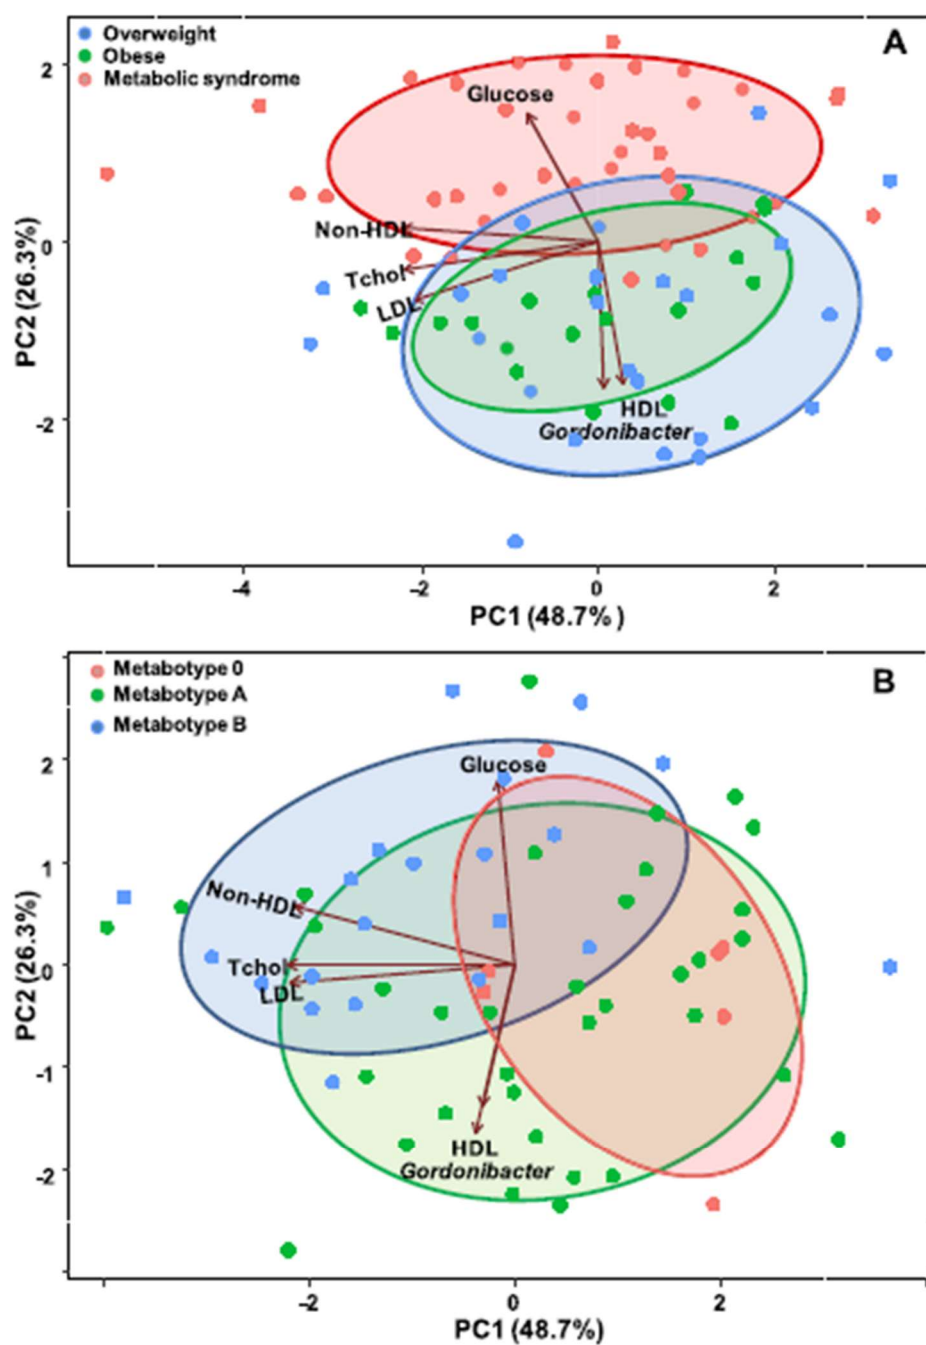 A
Overweight
Obese
Metabolic syndrome
2
Glucose
Non-HDL
0
Tchol
LDL
HDL
-2
Gordonibacter
PC2 (26.3%)
-4
-2
0
2
PC1 (48.7% )
B
Metabotype 0
Metabotype A
Metabotype B
2
Glucose
1
Non-HDL
0
Tchol
LDL
-1
HDL
-2
Gordonibacter
PC2 (26.3%)
-2
0
2
PC1 (48.7%)